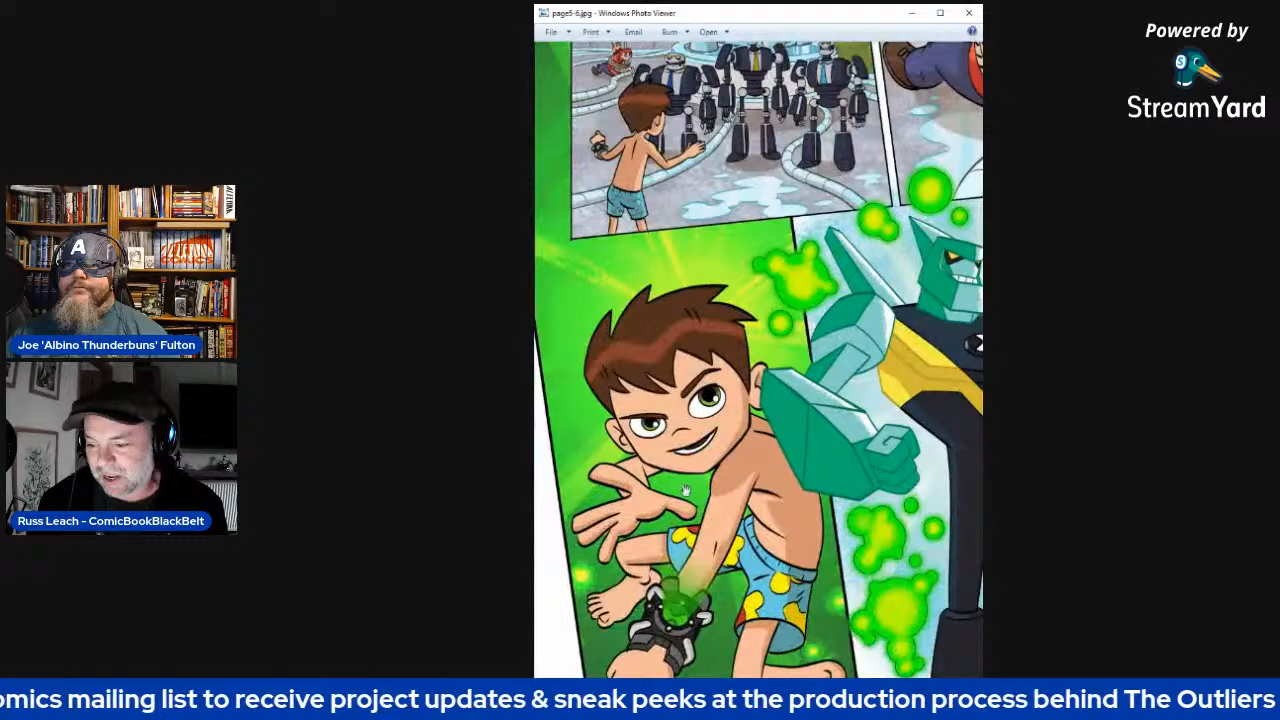 page5-6.jpg - Windows Photo Viewer
File Print Email Burn Open
Powered by
StreamYard
A
Joe 'Albino Thunderbuns' Fulton
Russ Leach - ComicBookBlackBelt
omics mailing list to receive project updates & sneak peeks at the production process behind The Outliers